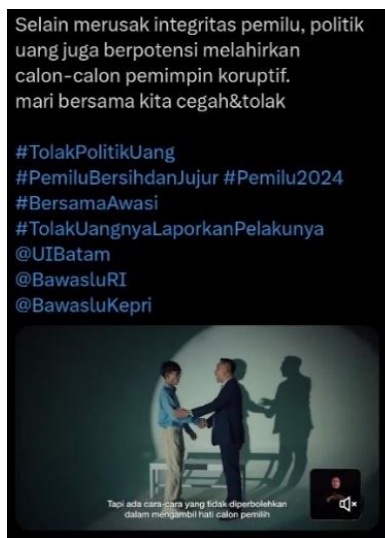 Selain merusak integritas pemilu, politik
uang juga berpotensi melahirkan
calon-calon pemimpin koruptif.
mari bersama kita cegah&tolak
#TolakPolitikUang
#PemiluBersihdanJujur #Pemilu2024
#BersamaAwasi
#TolakUangnyaLaporkanPelakunya
@UIBatam
@BawasluRI
@BawasluKepri
Tapi ada cara-cara yang tidak diperbolehkan
dalam mengambil hati calon pemilih